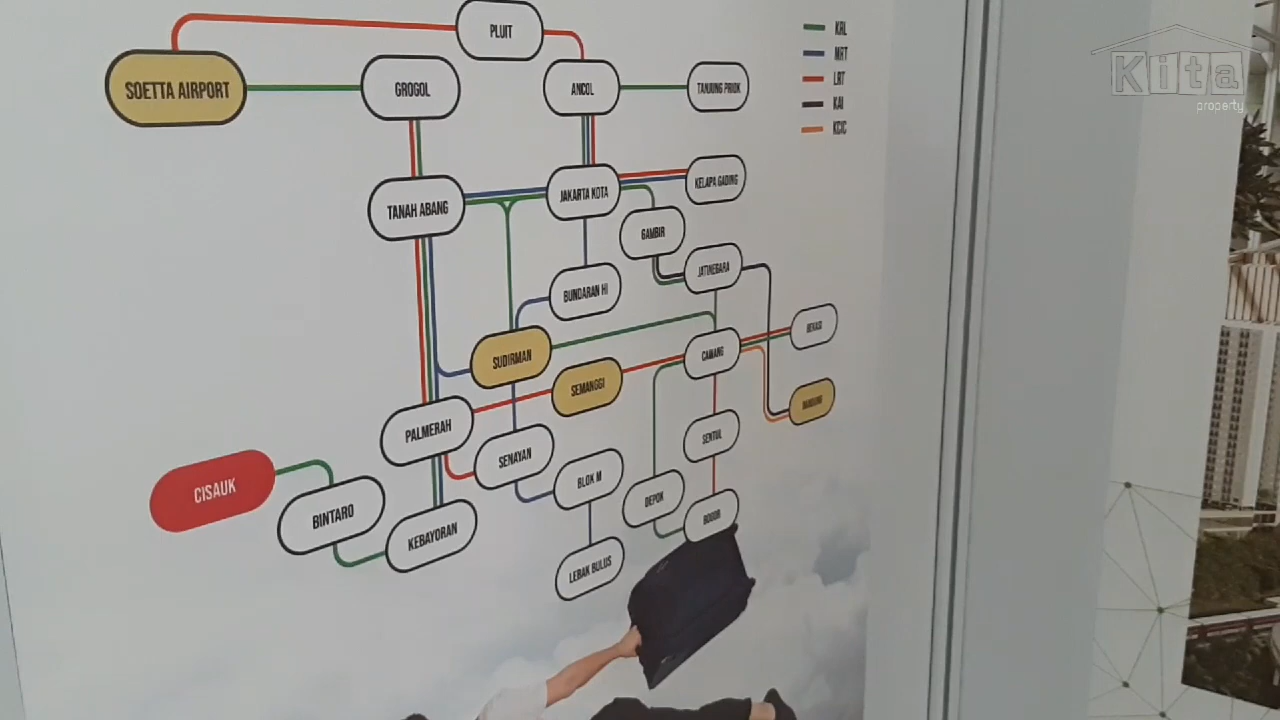 PLUIT
KRL
MRT
LRT
KAI
KCIC
Kita
property
SOETTA AIRPORT
GROGOL
ANCOL
TANJUNG PRIOK
TANAH ABANG
JAKARTA KOTA
KELAPA GADING
GAMBIR
JATINEGARA
BUNDARAN HI
BEKASI
SUDIRMAN
CAWANG
SEMANGGI
BANDUNG
PALMERAH
SENAYAN
SENTUL
CISAUK
BLOK M
DEPOK
BINTARO
KEBAYORAN
BOGOR
LEBAK BULUS